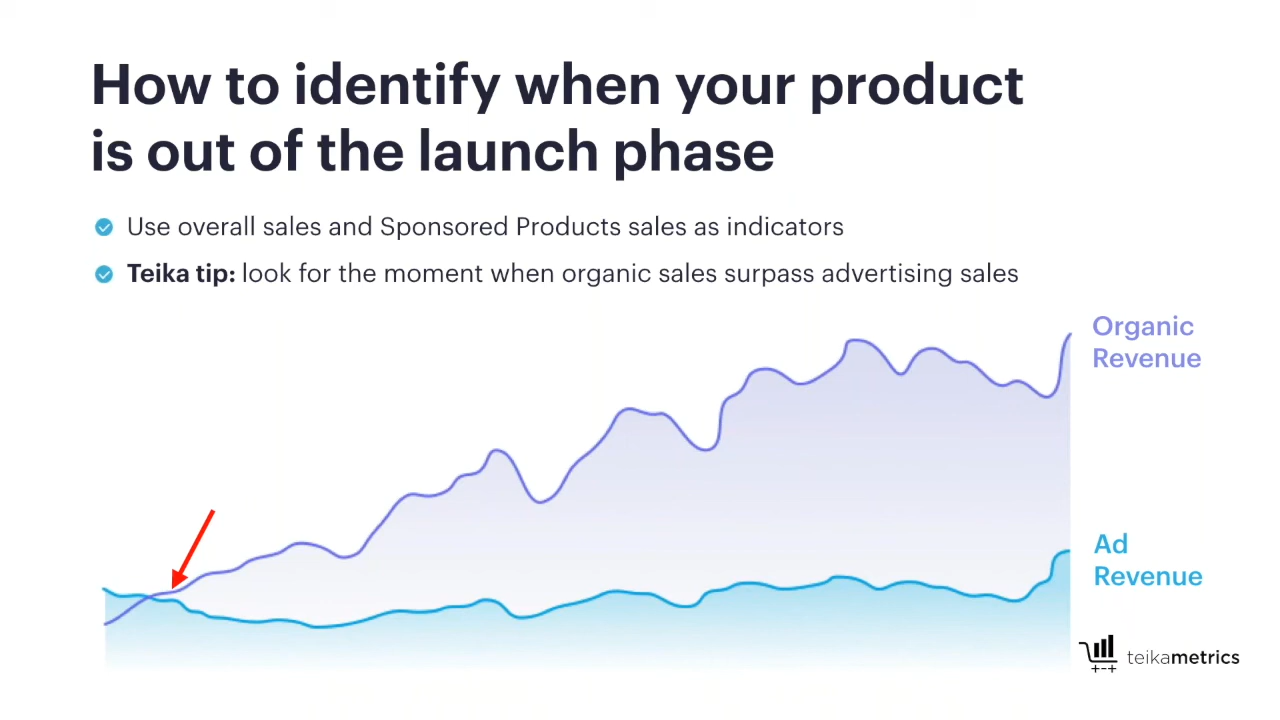 How to identify when your product
is out of the launch phase
Use overall sales and Sponsored Products sales as indicators
Teika tip: look for the moment when organic sales surpass advertising sales
Organic
Revenue
Ad
Revenue
teikametrics